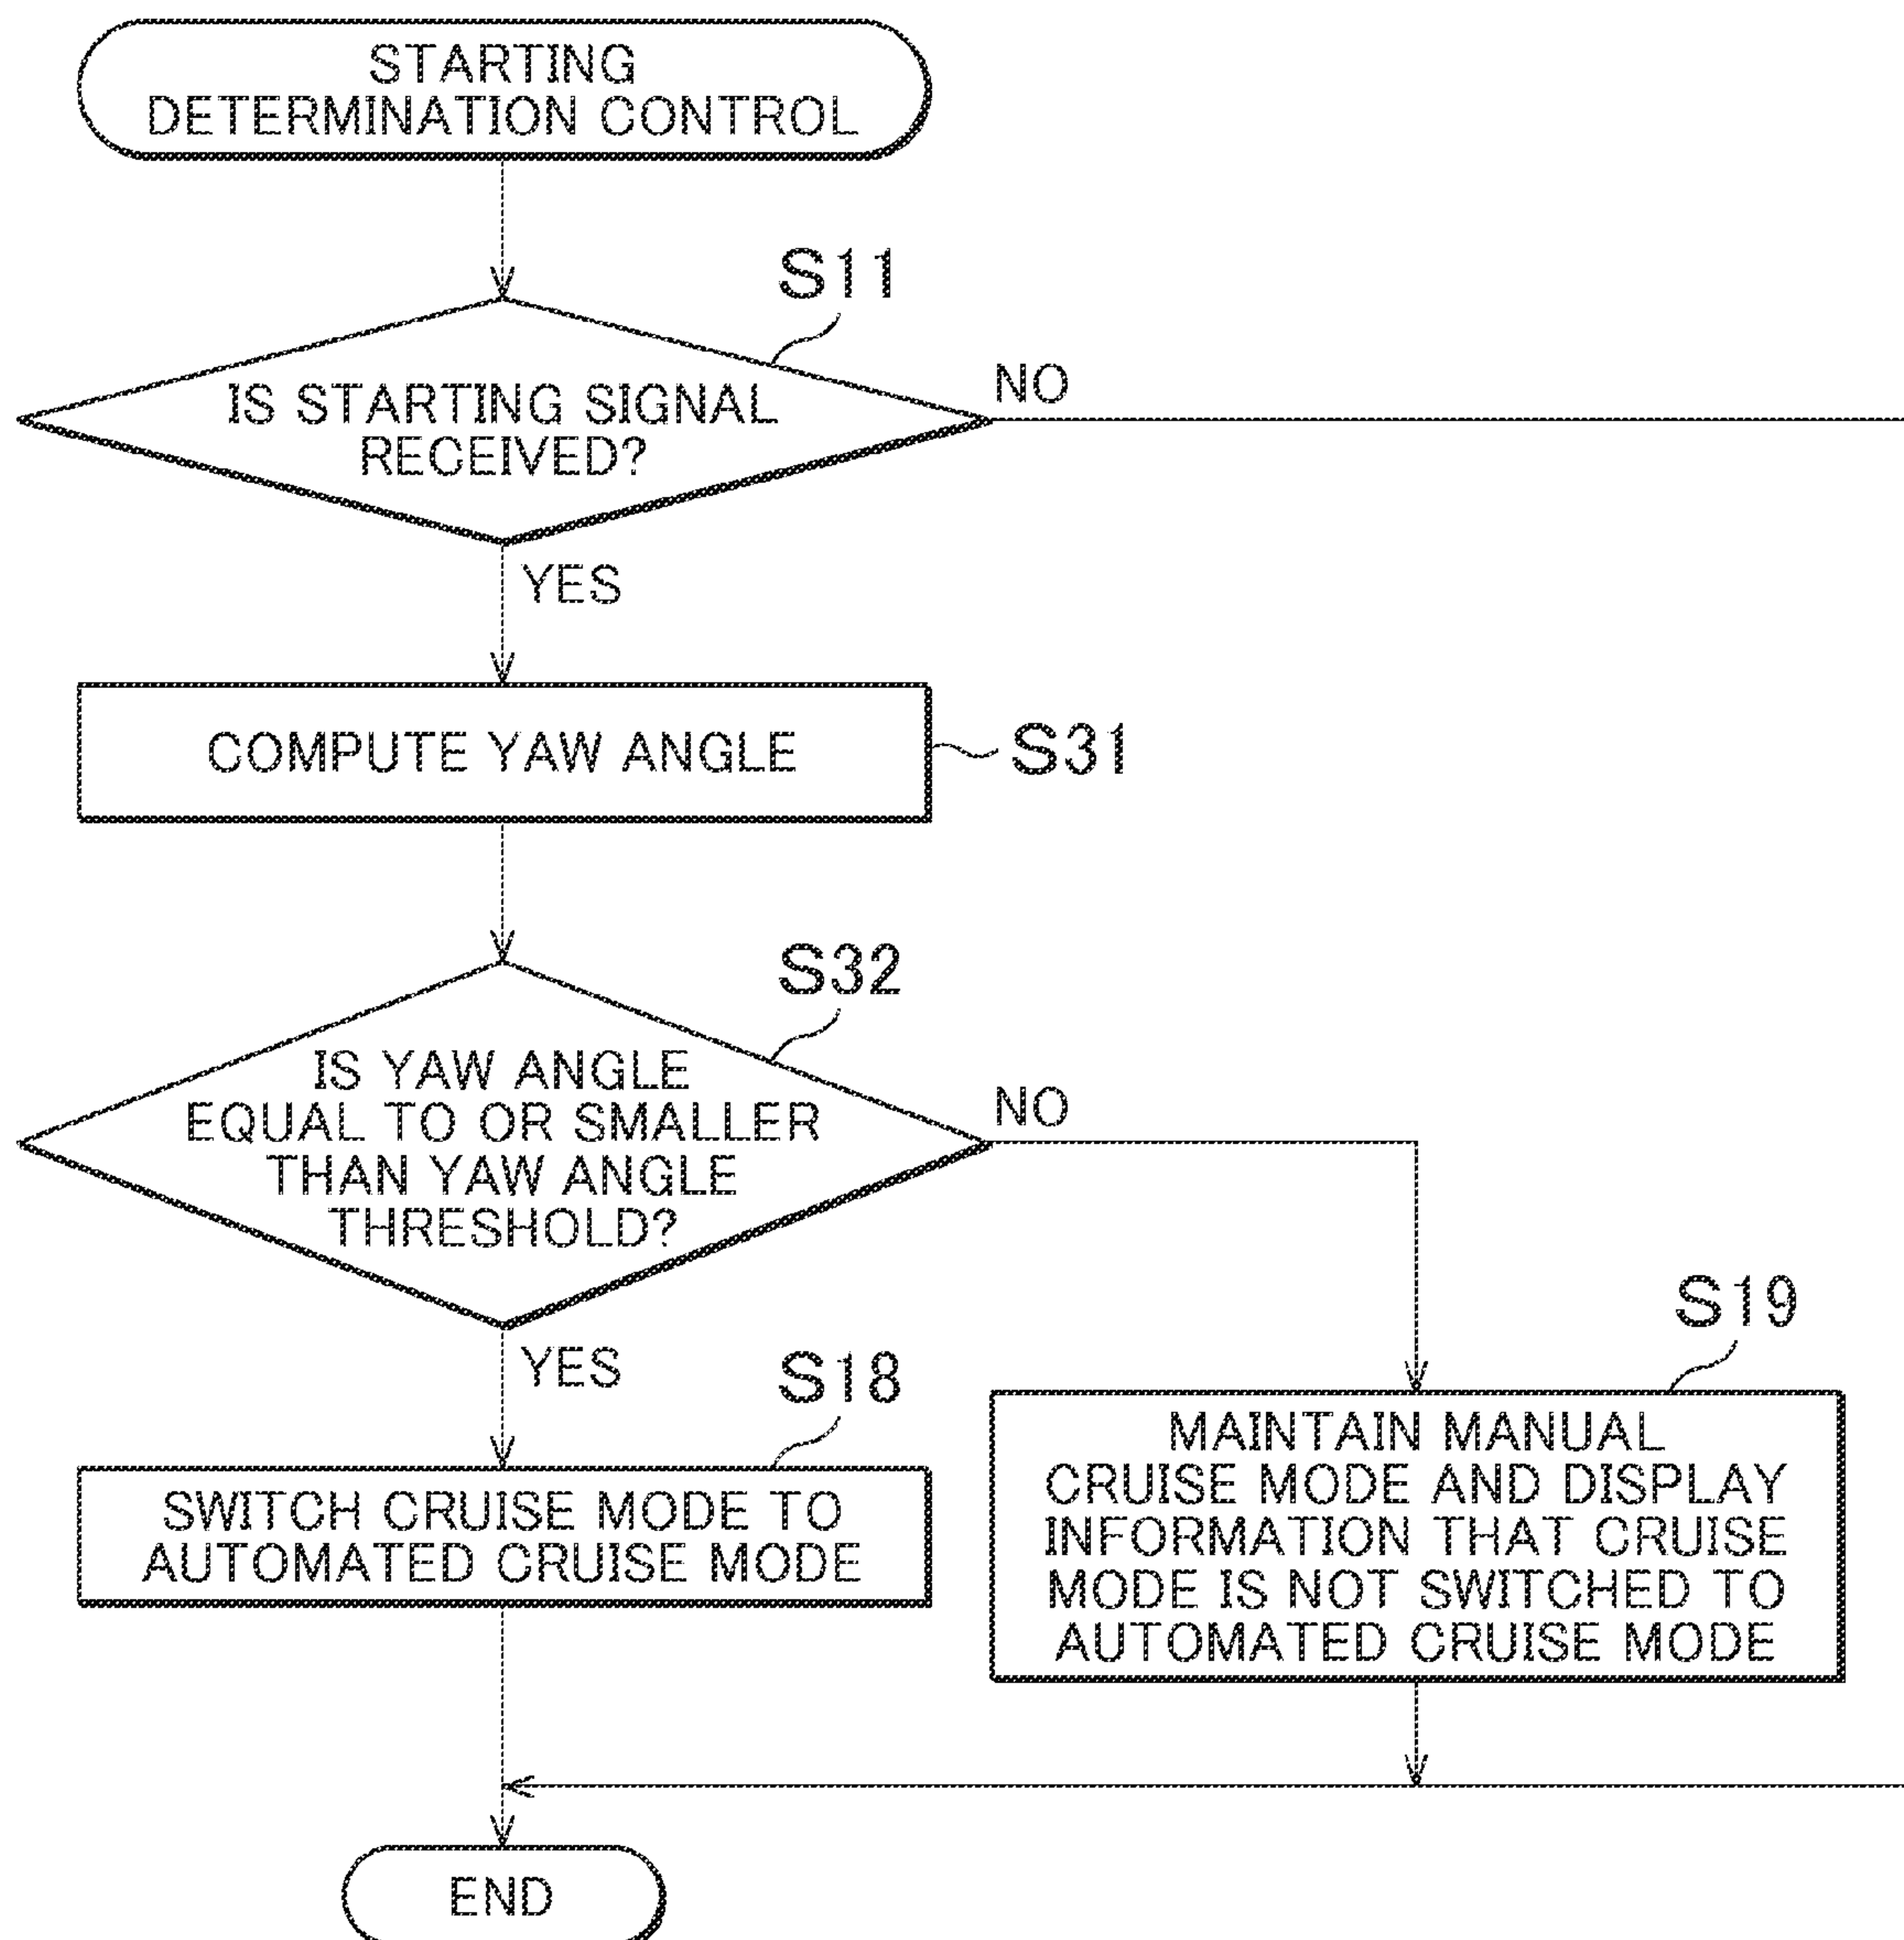 STARTING
DETERMINATION CONTROL
S11
IS STARTING SIGNAL
RECEIVED?
NO
YES
COMPUTE YAW ANGLE
S31
S32
IS YAW ANGLE
EQUAL TO OR SMALLER
THAN YAW ANGLE
THRESHOLD?
NO
YES
S18
SWITCH CRUISE MODE TO
AUTOMATED CRUISE MODE
S19
MAINTAIN MANUAL
CRUISE MODE AND DISPLAY
INFORMATION THAT CRUISE
MODE IS NOT SWITCHED TO
AUTOMATED CRUISE MODE
END